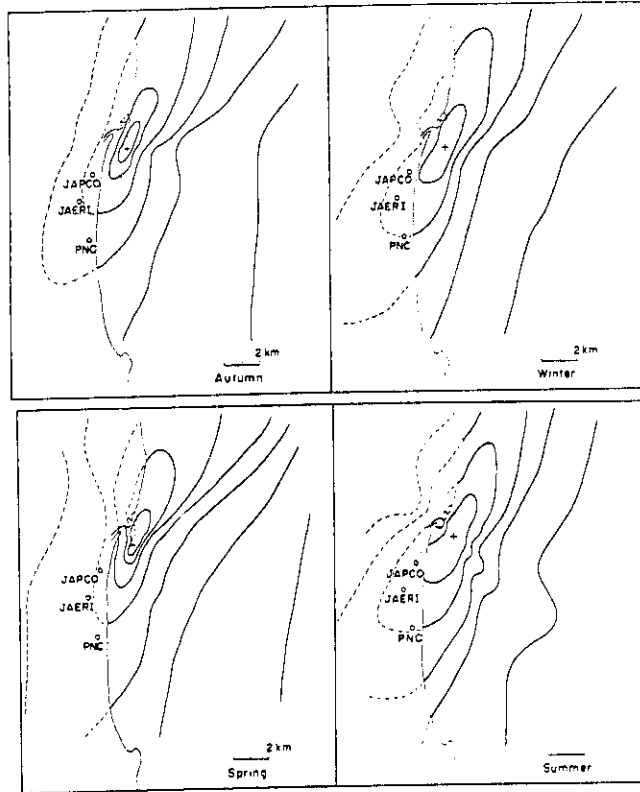 JAPCO
JAERI
PNC
2 km
Autumn
JAPCO
JAERI
PNC
2 km
Winter
JAPCO
JAERI
PNC
2 km
Spring
JAPCO
JAERI
PNC
Summer